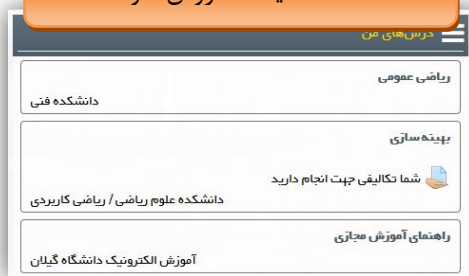 درس‌های من
ریاضی عمومی
دانشکده فنی
بهینه سازی
شما تکالیفی جهت انجام دارید
دانشکده علوم ریاضی / ریاضی کاربردی
راهنمای آموزش مجازی
آموزش الکترونیک دانشگاه گیلان